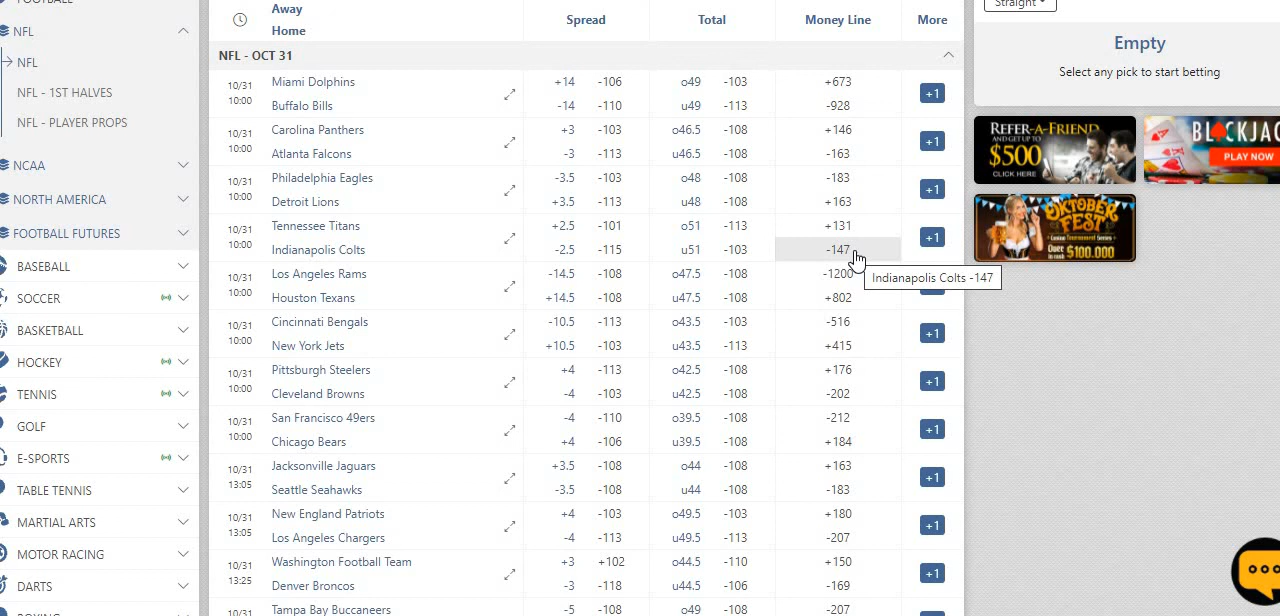 FOOTBALL
NFL
NFL
NFL - 1ST HALVES
NFL - PLAYER PROPS
NCAA
NORTH AMERICA
FOOTBALL FUTURES
BASEBALL
SOCCER
BASKETBALL
HOCKEY
TENNIS
GOLF
E-SPORTS
TABLE TENNIS
MARTIAL ARTS
MOTOR RACING
DARTS
BOXING
Away
Home
Spread Total Money Line More
NFL - OCT 31
10/31 10:00
Miami Dolphins +14 -106 o49 -103 +673
Buffalo Bills -14 -110 u49 -113 -928
+1
10/31 10:00
Carolina Panthers +3 -103 o46.5 -108 +146
Atlanta Falcons -3 -113 u46.5 -108 -163
+1
10/31 10:00
Philadelphia Eagles -3.5 -103 o48 -108 -183
Detroit Lions +3.5 -113 u48 -108 +163
+1
10/31 10:00
Tennessee Titans +2.5 -101 o51 -113 +131
Indianapolis Colts -2.5 -115 u51 -103 -147
+1
Indianapolis Colts -147
10/31 10:00
Los Angeles Rams -14.5 -108 o47.5 -108 -1200
Houston Texans +14.5 -108 u47.5 -108 +802
10/31 10:00
Cincinnati Bengals -10.5 -113 o43.5 -103 -516
New York Jets +10.5 -103 u43.5 -113 +415
+1
10/31 10:00
Pittsburgh Steelers +4 -113 o42.5 -108 +176
Cleveland Browns -4 -103 u42.5 -108 -202
+1
10/31 10:00
San Francisco 49ers -4 -110 o39.5 -108 -212
Chicago Bears +4 -106 u39.5 -108 +184
+1
10/31 13:05
Jacksonville Jaguars +3.5 -108 o44 -108 +163
Seattle Seahawks -3.5 -108 u44 -108 -183
+1
10/31 13:05
New England Patriots +4 -103 o49.5 -103 +180
Los Angeles Chargers -4 -113 u49.5 -113 -207
+1
10/31 13:25
Washington Football Team +3 +102 o44.5 -110 +150
Denver Broncos -3 -118 u44.5 -106 -169
+1
Tampa Bay Buccaneers -5 -108 o49 -108 -207
Straight
Empty
Select any pick to start betting
REFER-A-FRIEND
AND GET UP TO
$500
CLICK HERE
BLACKJAC
PLAY NOW
OKTOBER
FEST
Casino Tournament Series
Over $100.000
in cash